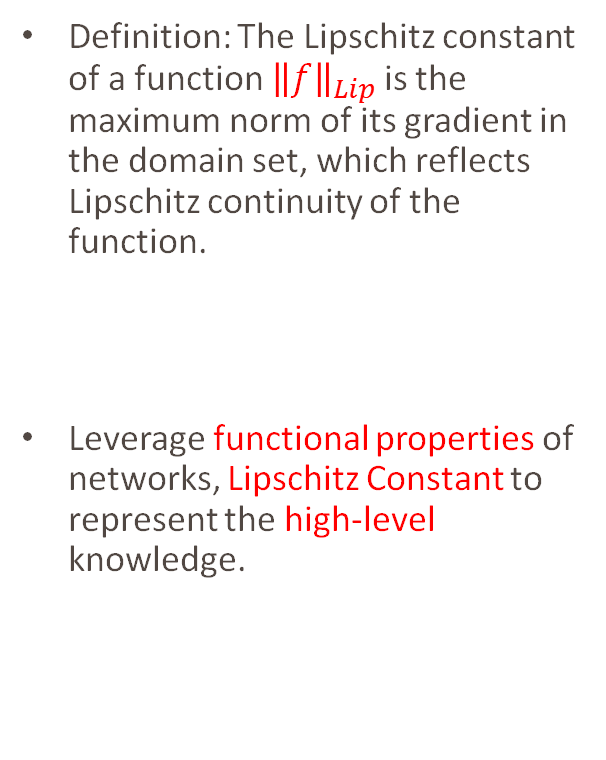 • Definition: The Lipschitz constant
of a function ‖f‖Lip is the
maximum norm of its gradient in
the domain set, which reflects
Lipschitz continuity of the
function.
• Leverage functional properties of
networks, Lipschitz Constant to
represent the high-level
knowledge.